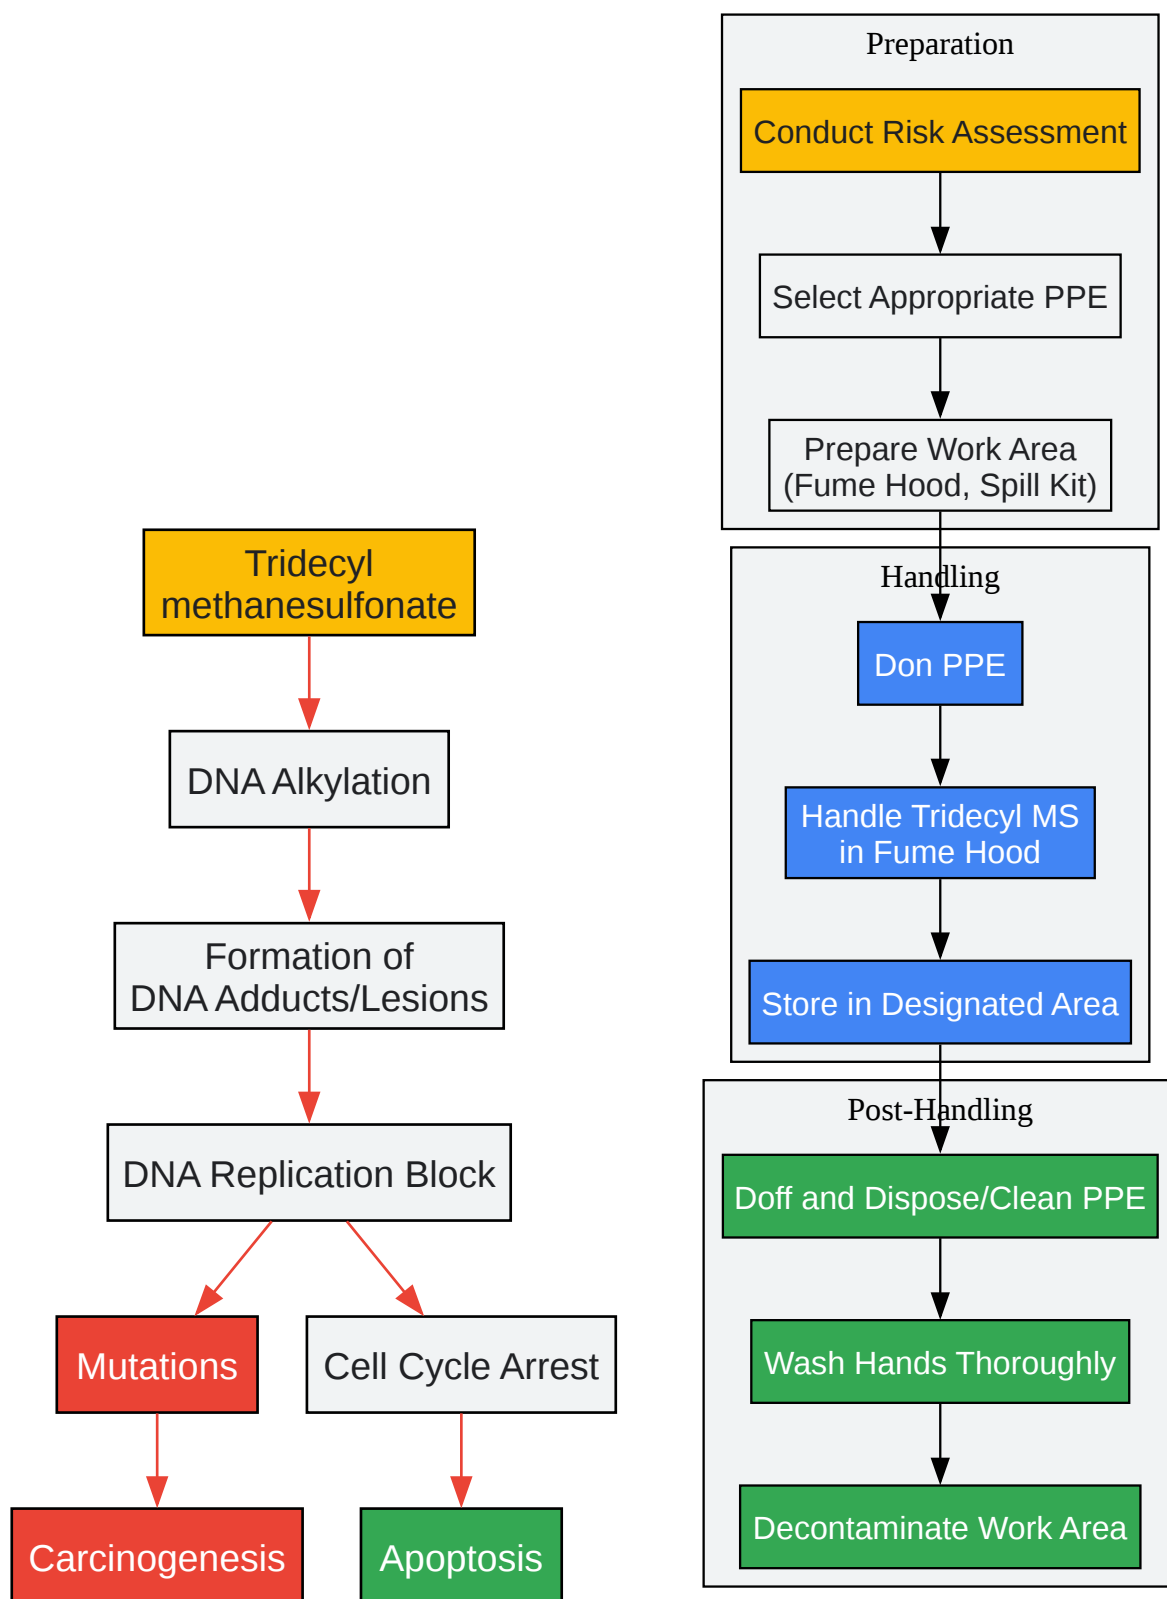 Tridecyl
methanesulfonate
DNA Alkylation
Formation of
DNA Adducts/Lesions
DNA Replication Block
Mutations
Cell Cycle Arrest
Carcinogenesis
Apoptosis
Preparation
Conduct Risk Assessment
Select Appropriate PPE
Prepare Work Area
(Fume Hood, Spill Kit)
Handling
Don PPE
Handle Tridecyl MS
in Fume Hood
Store in Designated Area
Post-Handling
Doff and Dispose/Clean PPE
Wash Hands Thoroughly
Decontaminate Work Area